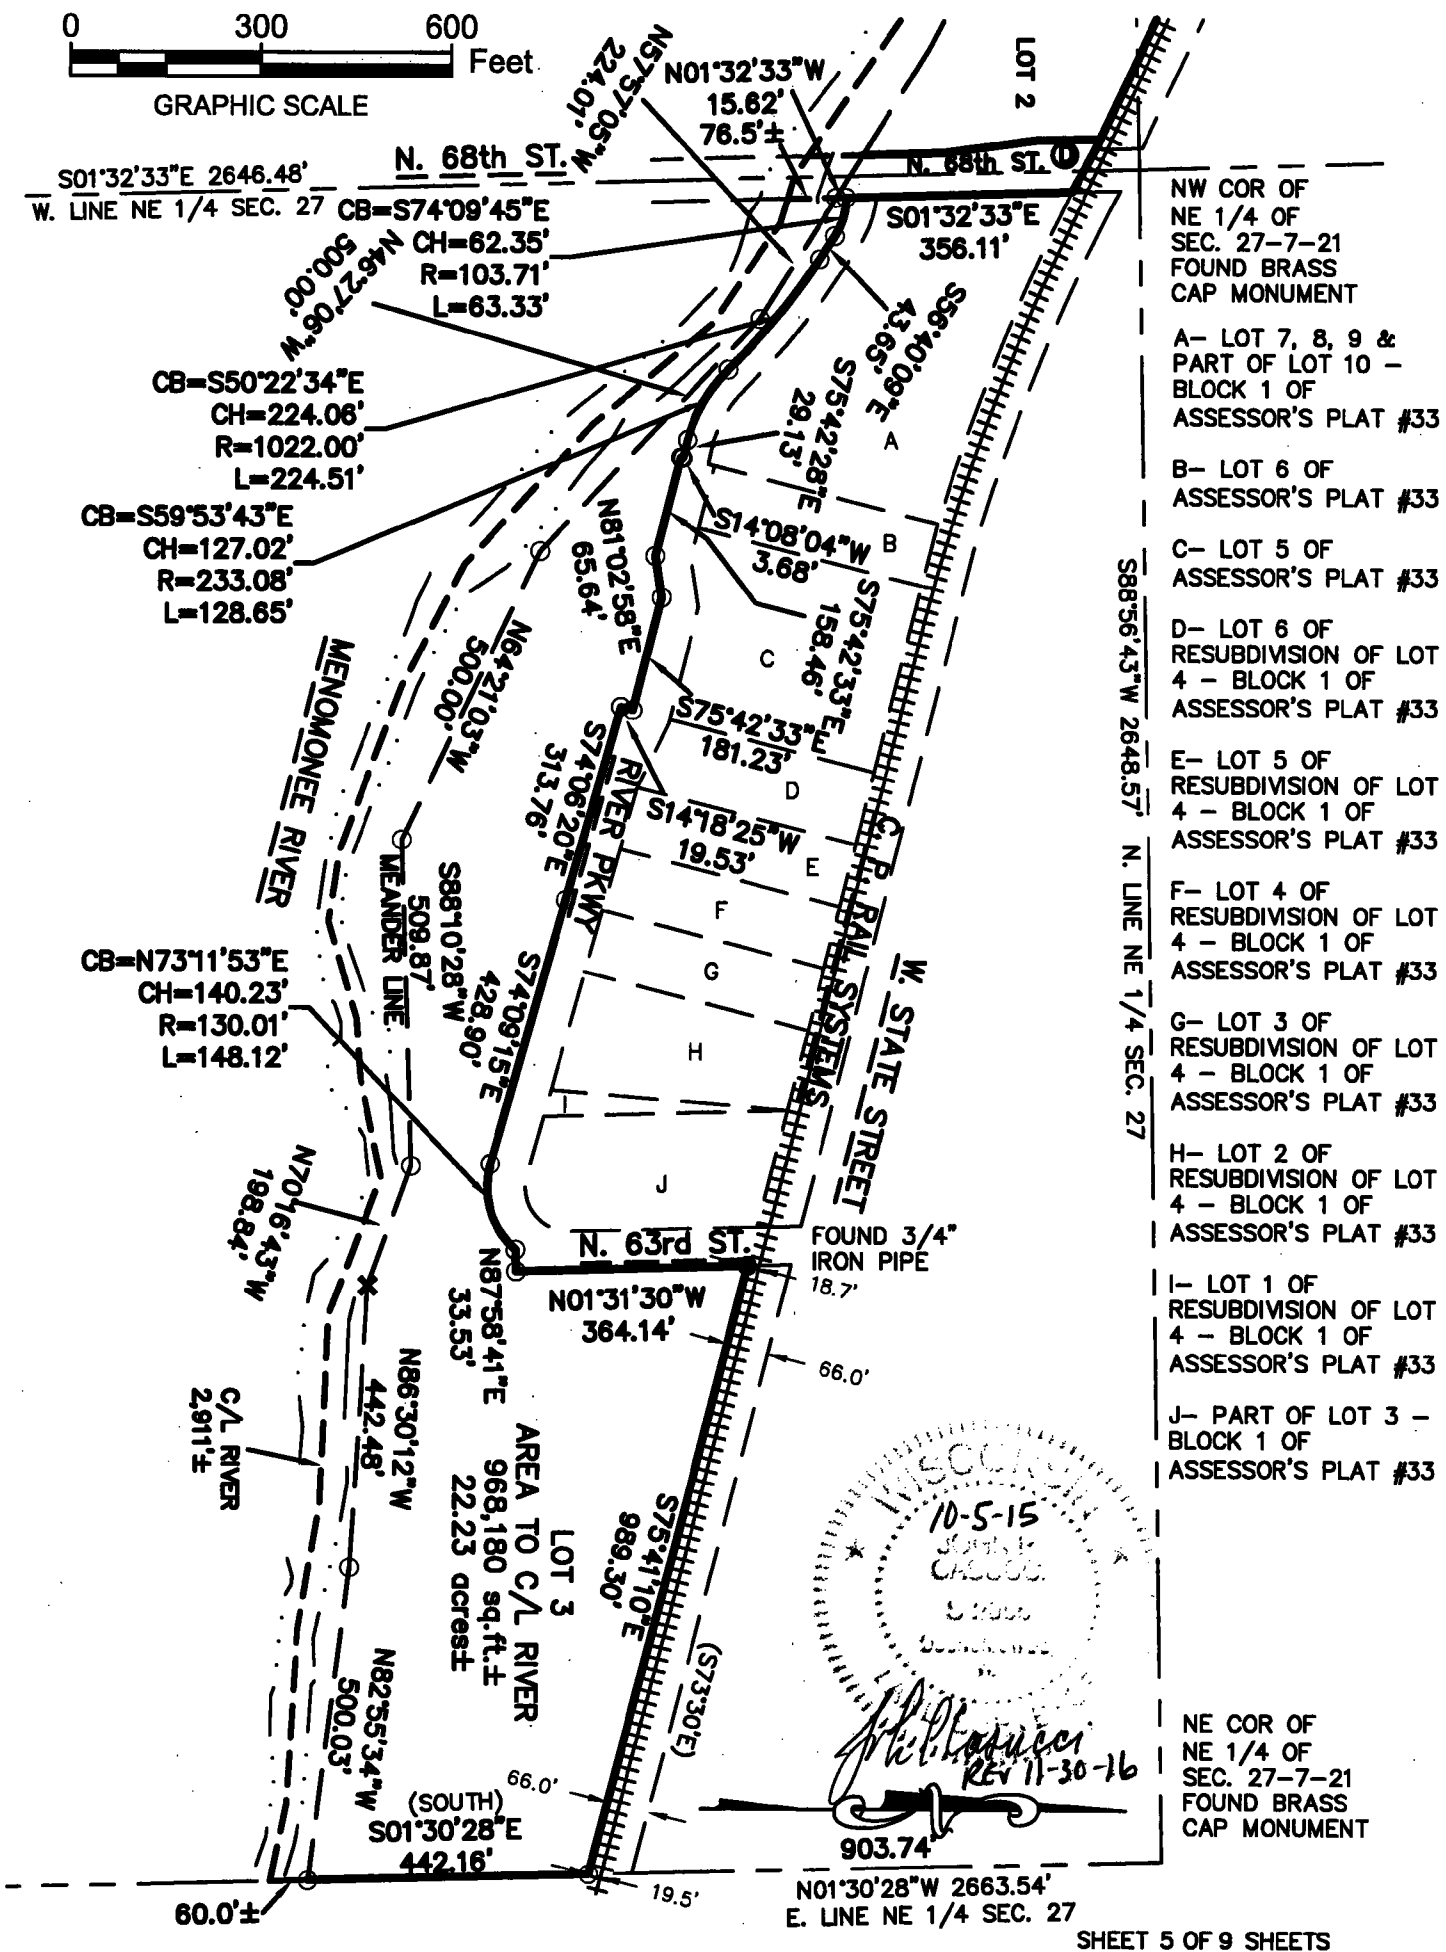 0 300 600
Feet
GRAPHIC SCALE
N57°57'05"W
224.01'
N01°32'33"W
15.62'
76.5'±
LOT 2
N. 68th ST.
N. 68th ST.
D
S01°32'33"E 2646.48'
W. LINE NE 1/4 SEC. 27
CB=S74°09'45"E
CH=62.35'
R=103.71'
L=63.33'
S01°32'33"E
356.11'
N46°27'06"W
500.00'
CB=S50°22'34"E
CH=224.06'
R=1022.00'
L=224.51'
S56°40'09"E
43.65'
S75°42'28"E
29.13'
A
CB=S59°53'43"E
CH=127.02'
R=233.08'
L=128.65'
N81°02'58"E
65.64'
S14°08'04"W
3.68'
B
S75°42'33"E
158.46'
C
N64°21'03"W
500.00'
MENOMONEE RIVER
S75°42'33"E
181.23'
D
S74°06'20"E
313.76'
RIVER PKWY
S14°18'25"W
19.53'
E
F
G
H
I
J
C. P. RAIL SYSTEMS
W. STATE STREET
MEANDER LINE
S88°10'28"W
509.87'
CB=N73°11'53"E
CH=140.23'
R=130.01'
L=148.12'
S74°09'15"E
428.90'
N70°16'43"W
198.84'
N. 63rd ST.
FOUND 3/4"
IRON PIPE
18.7'
N01°31'30"W
364.14'
N87°58'41"E
33.53'
66.0'
N86°30'12"W
442.48'
C/L RIVER
2,911'±
LOT 3
AREA TO C/L RIVER
968,180 sq.ft.±
22.23 acres±
S75°41'10"E
989.30'
(S73°30'E)
N82°55'34"W
500.03'
66.0'
(SOUTH)
S01°30'28"E
442.16'
60.0'±
19.5'
903.74'
N01°30'28"W 2663.54'
E. LINE NE 1/4 SEC. 27
WISCONSIN
10-5-15
REV 11-30-16
S88°56'43"W 2648.57' N. LINE NE 1/4 SEC. 27
NW COR OF
NE 1/4 OF
SEC. 27-7-21
FOUND BRASS
CAP MONUMENT
A- LOT 7, 8, 9 &
PART OF LOT 10 -
BLOCK 1 OF
ASSESSOR'S PLAT #33
B- LOT 6 OF
ASSESSOR'S PLAT #33
C- LOT 5 OF
ASSESSOR'S PLAT #33
D- LOT 6 OF
RESUBDIVISION OF LOT
4 - BLOCK 1 OF
ASSESSOR'S PLAT #33
E- LOT 5 OF
RESUBDIVISION OF LOT
4 - BLOCK 1 OF
ASSESSOR'S PLAT #33
F- LOT 4 OF
RESUBDIVISION OF LOT
4 - BLOCK 1 OF
ASSESSOR'S PLAT #33
G- LOT 3 OF
RESUBDIVISION OF LOT
4 - BLOCK 1 OF
ASSESSOR'S PLAT #33
H- LOT 2 OF
RESUBDIVISION OF LOT
4 - BLOCK 1 OF
ASSESSOR'S PLAT #33
I- LOT 1 OF
RESUBDIVISION OF LOT
4 - BLOCK 1 OF
ASSESSOR'S PLAT #33
J- PART OF LOT 3 -
BLOCK 1 OF
ASSESSOR'S PLAT #33
NE COR OF
NE 1/4 OF
SEC. 27-7-21
FOUND BRASS
CAP MONUMENT
SHEET 5 OF 9 SHEETS